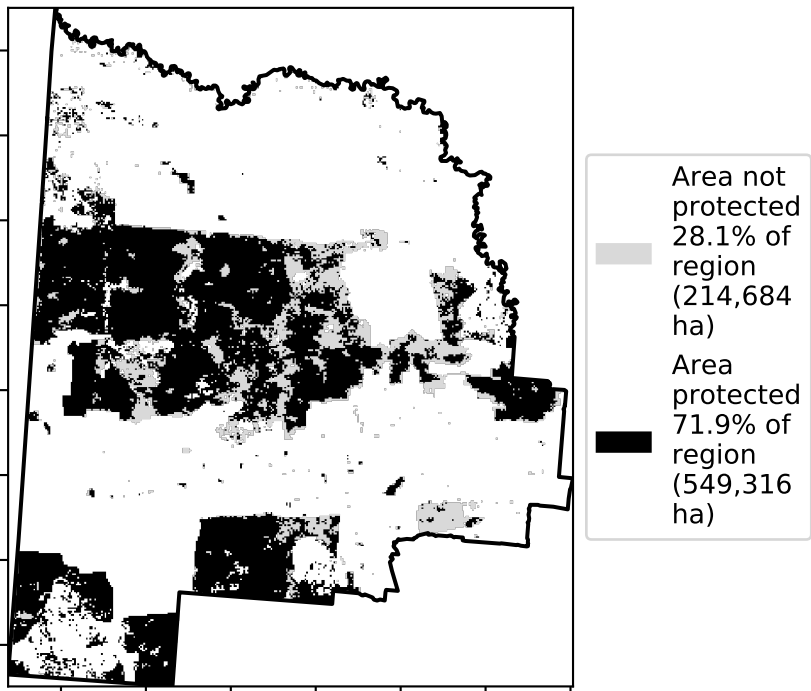 Area not
protected
28.1% of
region
(214,684
ha)
Area
protected
71.9% of
region
(549,316
ha)